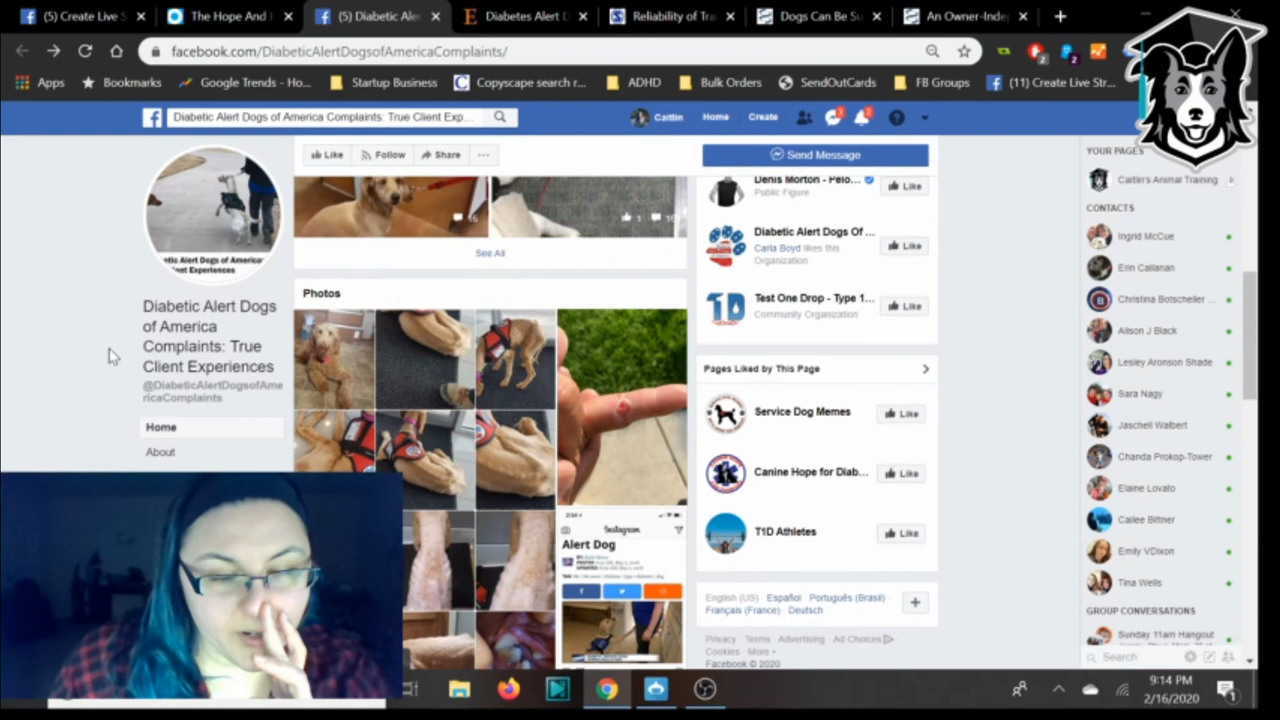 (5) Create Live S
The Hope And
(5) Diabetic Ale
Diabetes Alert D
Reliability of Tra
Dogs Can Be Su
An Owner-Inde
facebook.com/DiabeticAlertDogsofAmericaComplaints/
2
2
Apps
Bookmarks
Google Trends - Ho...
Startup Business
Copyscape search r...
ADHD
Bulk Orders
SendOutCards
FB Groups
(11) Create Live Str...
Diabetic Alert Dogs of America Complaints: True Client Exp...
Caitlin
Home
Create
Like
Follow
Share
Send Message
Denis Morton - Pelo...
Public Figure
Like
16
1
See All
Diabetic Alert Dogs Of ...
Carla Boyd likes this
Organization
Like
Photos
Test One Drop - Type 1...
Community Organization
Like
Diabetic Alert Dogs
of America
Complaints: True
Client Experiences
@DiabeticAlertDogsofAme
ricaComplaints
Home
About
Pages Liked by This Page
Service Dog Memes
Like
Canine Hope for Diab...
Like
T1D Athletes
Like
Instagram
Alert Dog
English (US) · Español · Português (Brasil) ·
Français (France) · Deutsch
Privacy · Terms · Advertising · Ad Choices ·
Cookies · More
Facebook © 2020
YOUR PAGES
Caitlin's Animal Training
CONTACTS
Ingrid McCue
Erin Callanan
Christina Botscheller ...
Alison J Black
Lesley Aronson Shade
Sara Nagy
Jaschell Walbert
Chanda Prokop-Tower
Elaine Lovato
Cailee Bittner
Emily VDixon
Tina Wells
GROUP CONVERSATIONS
Sunday 11am Hangout
Search
9:14 PM
2/16/2020
1